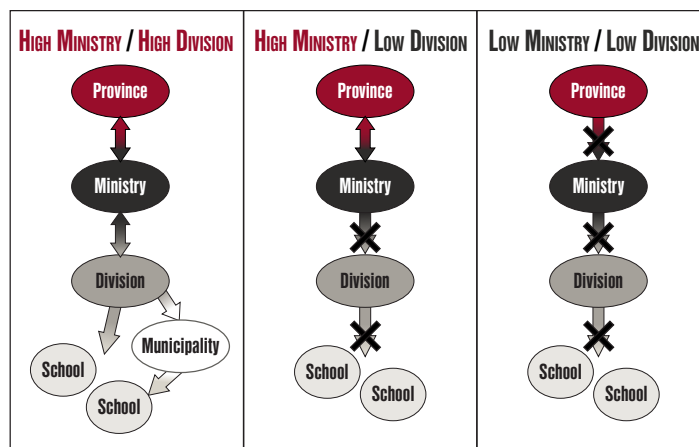 HIGH MINISTRY / HIGH DIVISION
Province
Ministry
Division
Municipality
School
School
HIGH MINISTRY / LOW DIVISION
Province
Ministry
Division
School
School
LOW MINISTRY / LOW DIVISION
Province
Ministry
Division
School
School